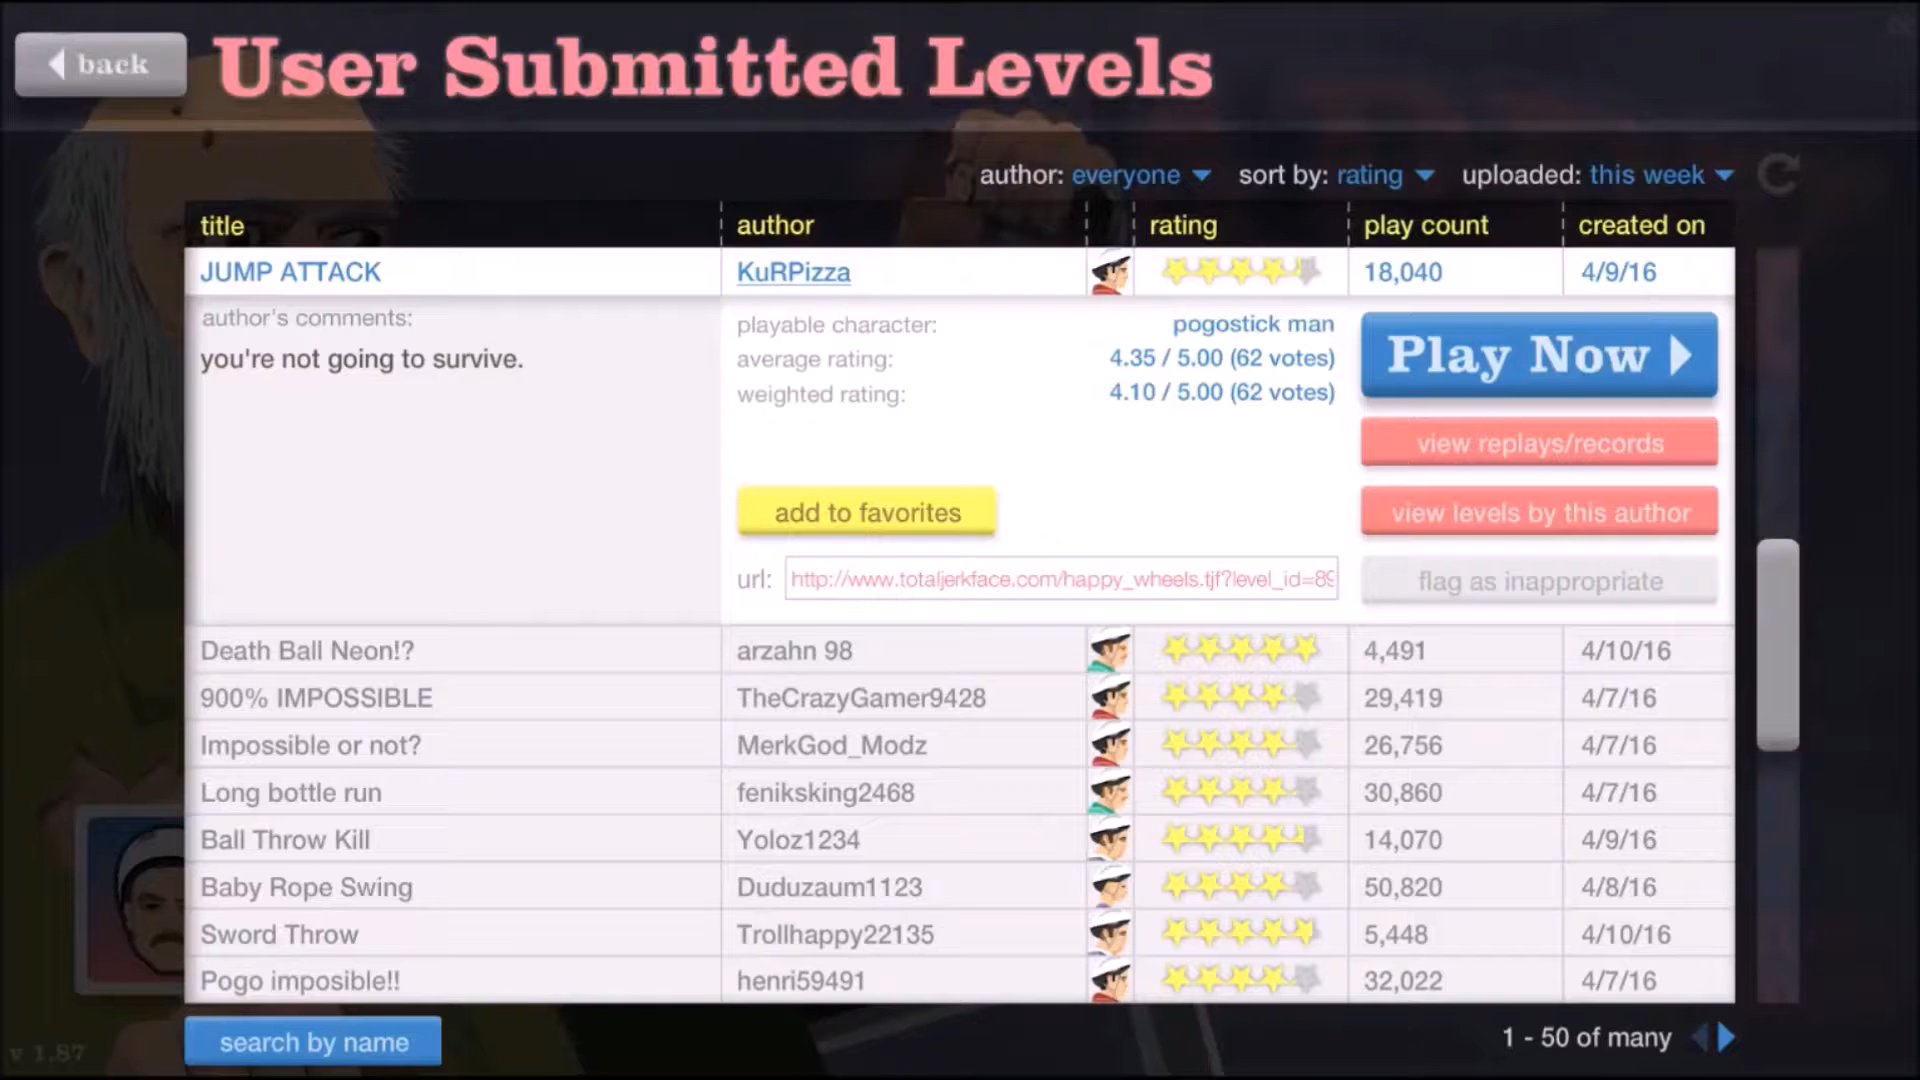 back
User Submitted Levels
author: everyone sort by: rating uploaded: this week
title author rating play count created on
JUMP ATTACK KuRPizza 18,040 4/9/16
author's comments:
you're not going to survive.
playable character: pogostick man
average rating: 4.35 / 5.00 (62 votes)
weighted rating: 4.10 / 5.00 (62 votes)
Play Now
view replays/records
add to favorites
view levels by this author
url: http://www.totaljerkface.com/happy_wheels.tjf?level_id=89
flag as inappropriate
Death Ball Neon!? arzahn 98 4,491 4/10/16
900% IMPOSSIBLE TheCrazyGamer9428 29,419 4/7/16
Impossible or not? MerkGod_Modz 26,756 4/7/16
Long bottle run feniksking2468 30,860 4/7/16
Ball Throw Kill Yoloz1234 14,070 4/9/16
Baby Rope Swing Duduzaum1123 50,820 4/8/16
Sword Throw Trollhappy22135 5,448 4/10/16
Pogo imposible!! henri59491 32,022 4/7/16
v 1.87 search by name 1 - 50 of many